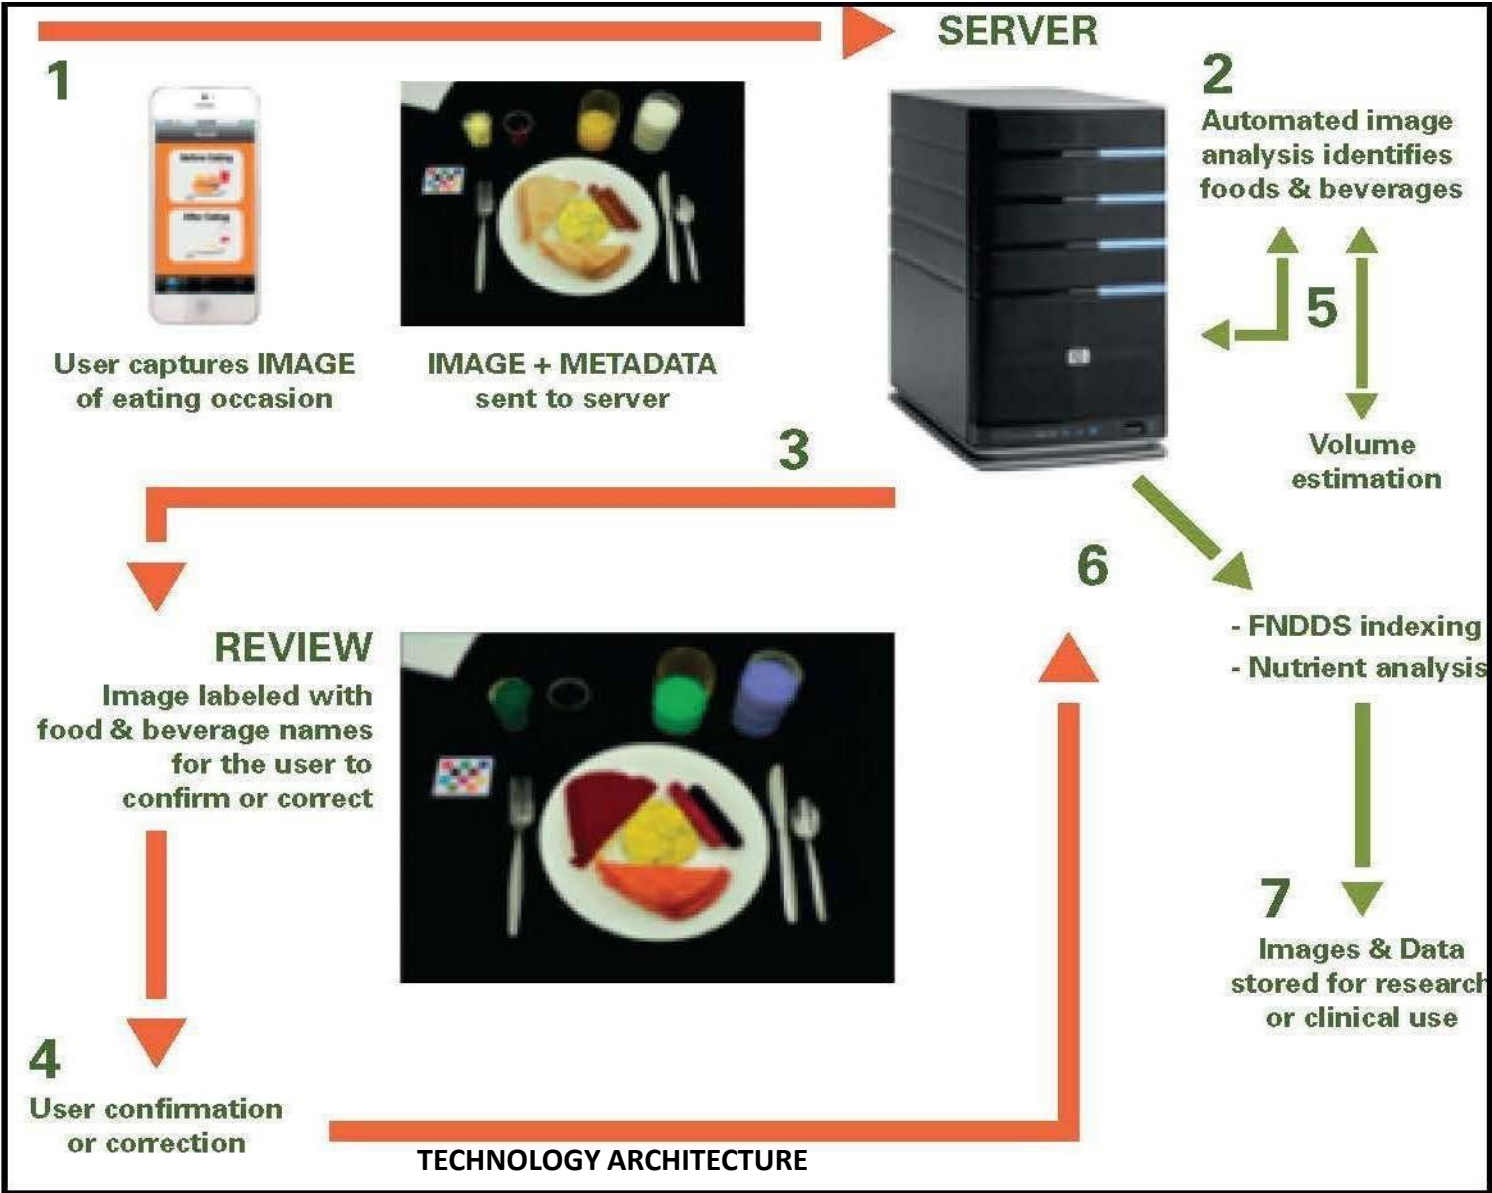 SERVER
1
User captures IMAGE
of eating occasion
IMAGE + METADATA
sent to server
2
Automated image
analysis identifies
foods & beverages
5
Volume
estimation
3
REVIEW
Image labeled with
food & beverage names
for the user to
confirm or correct
4
User confirmation
or correction
6
- FNDDS indexing
- Nutrient analysis
7
Images & Data
stored for research
or clinical use
TECHNOLOGY ARCHITECTURE